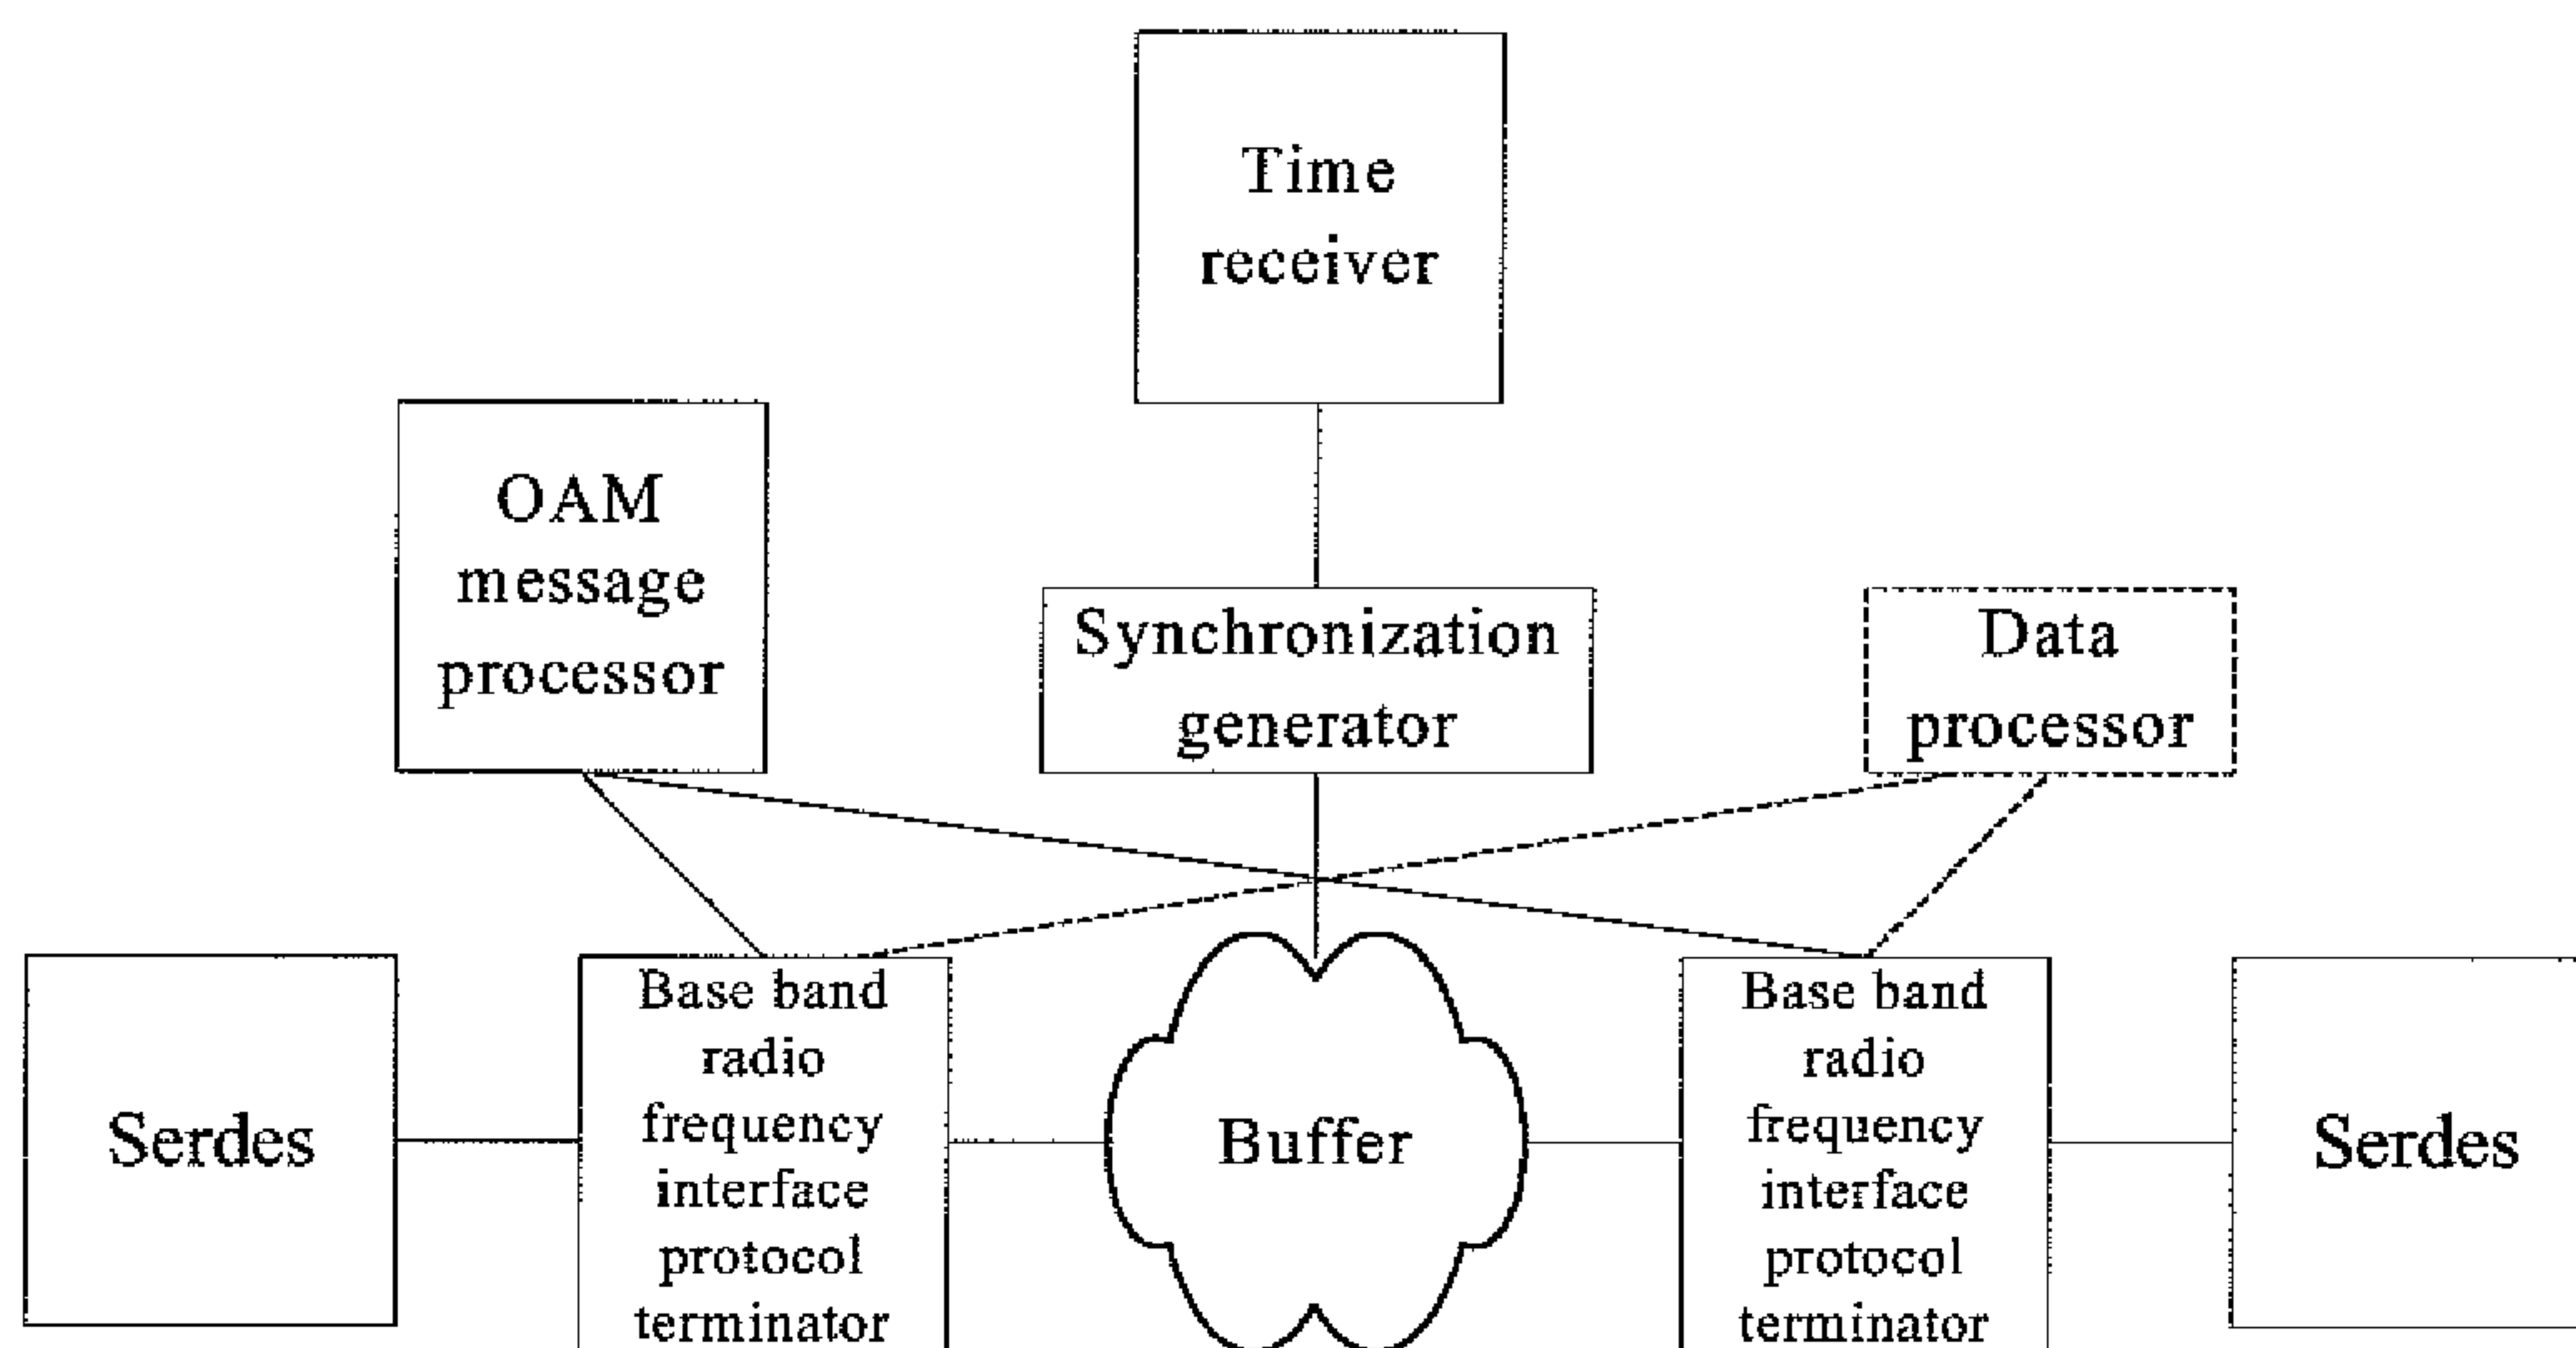 Time
receiver
OAM
message
processor
Synchronization
generator
Data
processor
Serdes
Base band
radio
frequency
interface
protocol
terminator
Buffer
Base band
radio
frequency
interface
protocol
terminator
Serdes